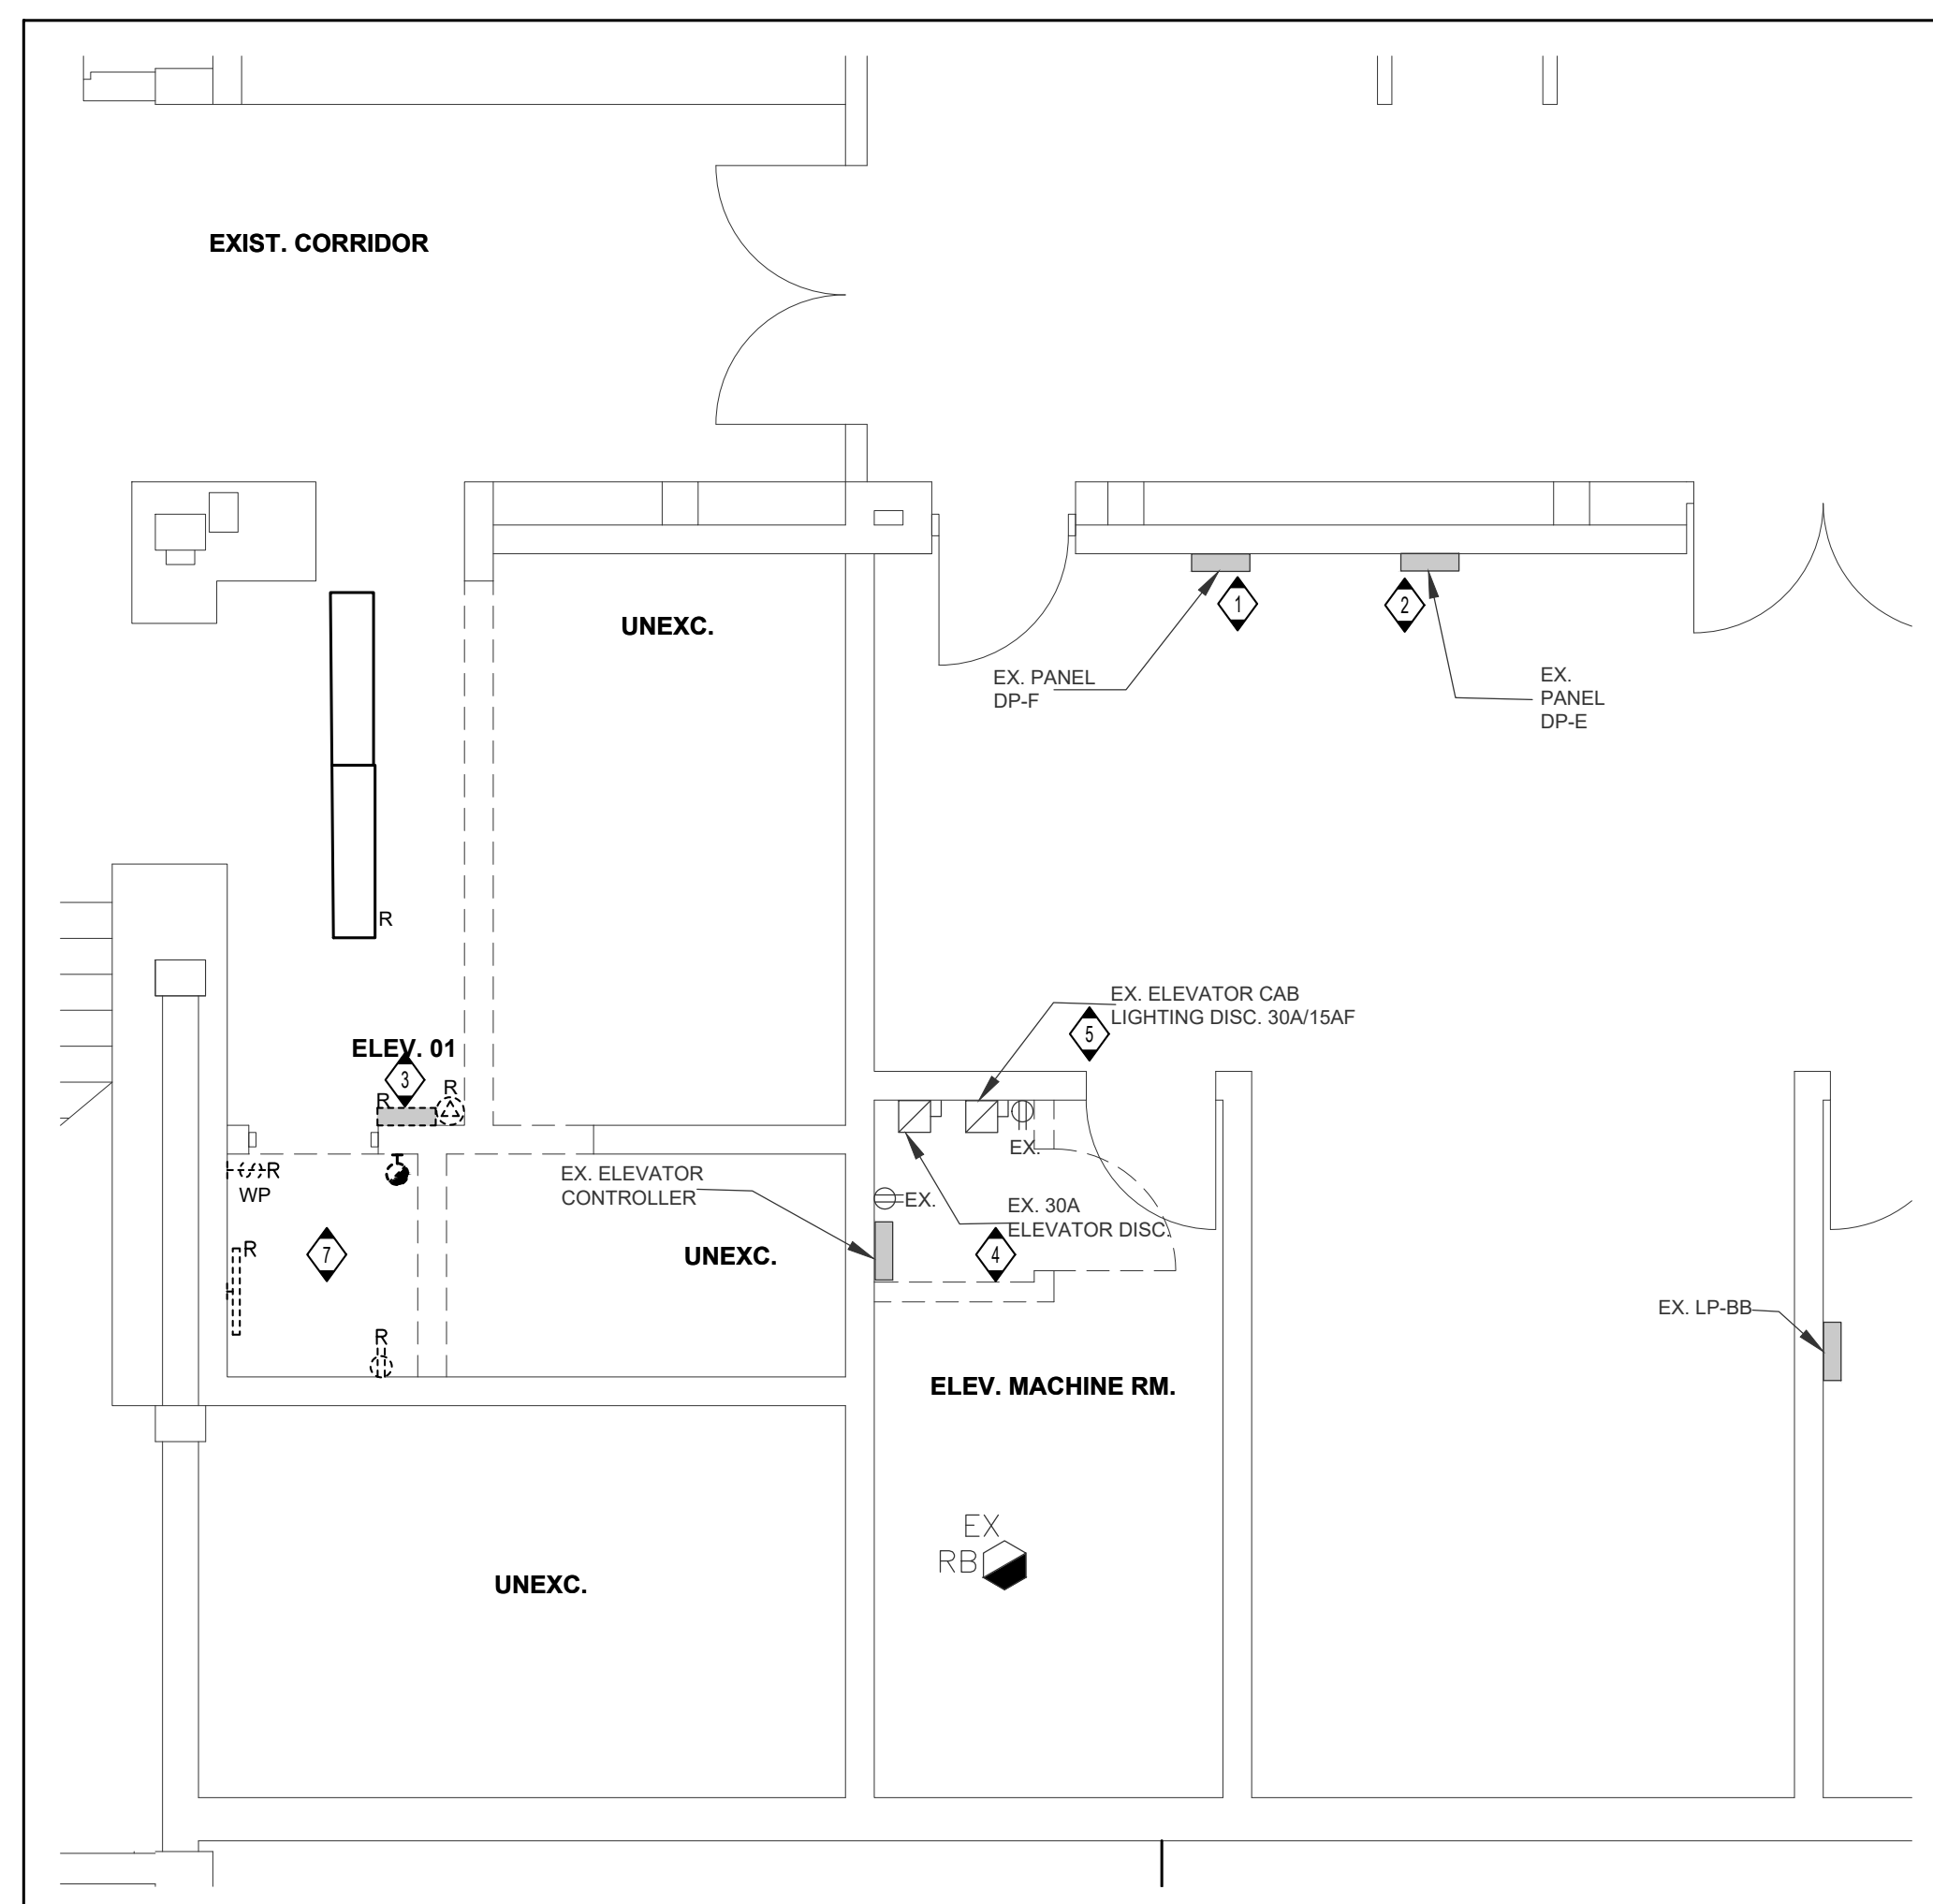 EXIST. CORRIDOR
UNEXC.
1
2
EX. PANEL
DP-F
EX.
PANEL
DP-E
R
EX. ELEVATOR CAB
LIGHTING DISC. 30A/15AF
5
ELEV. 01
3
R
R
EX.
R
WP
EX. ELEVATOR
CONTROLLER
EX.
EX. 30A
ELEVATOR DISC.
4
UNEXC.
7
R
R
EX. LP-BB
ELEV. MACHINE RM.
EX
RB
UNEXC.